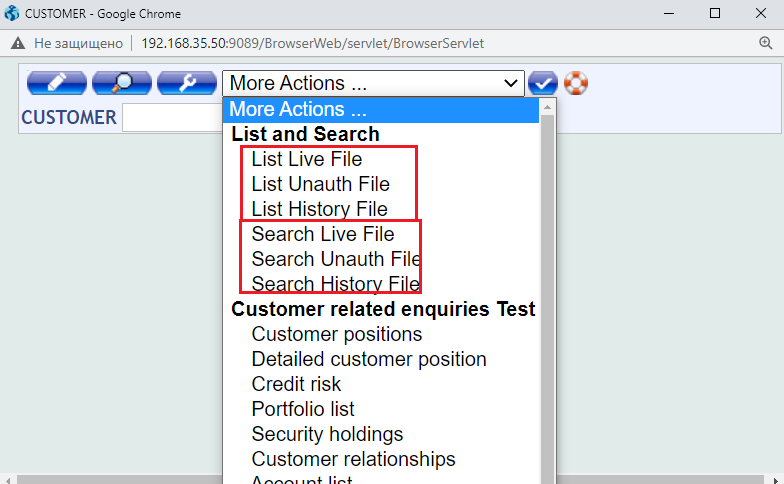 CUSTOMER - Google Chrome
Не защищено 192.168.35.50:9089/BrowserWeb/servlet/BrowserServlet
More Actions ...
CUSTOMER
More Actions ...
List and Search
List Live File
List Unauth File
List History File
Search Live File
Search Unauth File
Search History File
Customer related enquiries Test
Customer positions
Detailed customer position
Credit risk
Portfolio list
Security holdings
Customer relationships
Account list